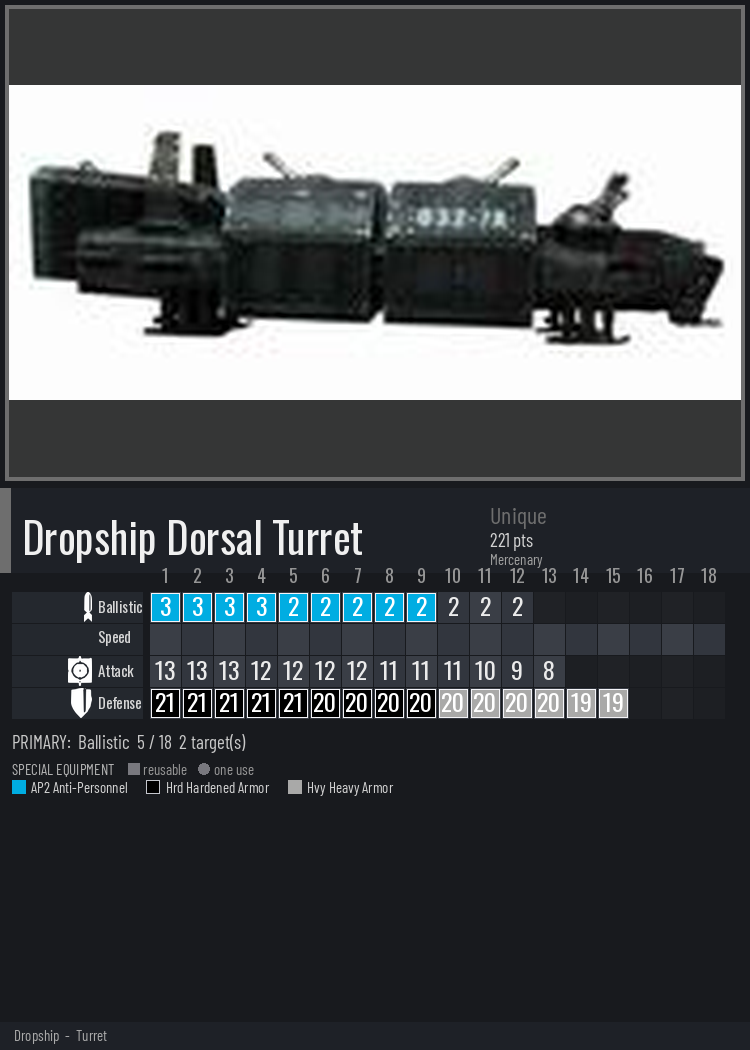 032-7A
Dropship Dorsal Turret
Unique
221 pts
Mercenary
1 2 3 4 5 6 7 8 9 10 11 12 13 14 15 16 17 18
Ballistic 3 3 3 3 2 2 2 2 2 2 2 2
Speed
Attack 13 13 13 12 12 12 12 11 11 11 10 9 8
Defense 21 21 21 21 21 20 20 20 20 20 20 20 20 19 19
PRIMARY: Ballistic 5 / 18 2 target(s)
SPECIAL EQUIPMENT reusable one use
AP2 Anti-Personnel Hrd Hardened Armor Hvy Heavy Armor
Dropship - Turret